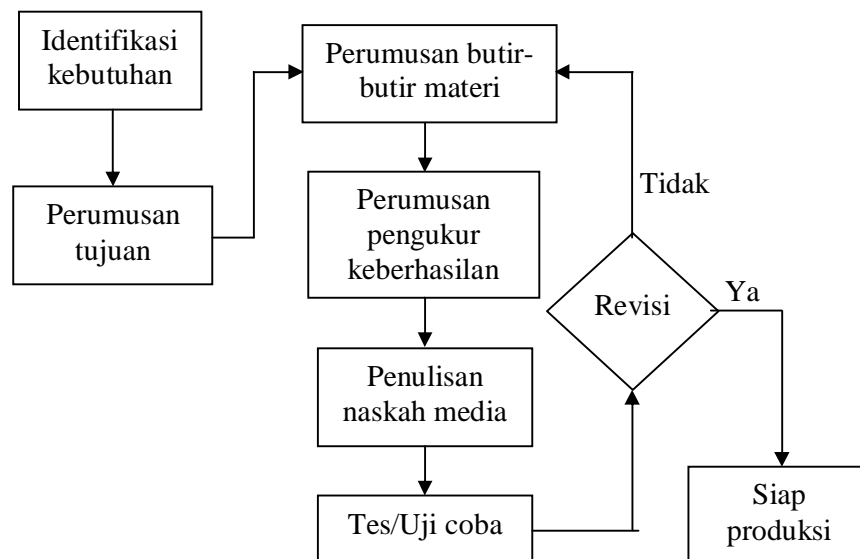 Identifikasi
kebutuhan
Perumusan
tujuan
Perumusan butir-
butir materi
Perumusan
pengukur
keberhasilan
Penulisan
naskah media
Tes/Uji coba
Revisi
Tidak
Ya
Siap
produksi